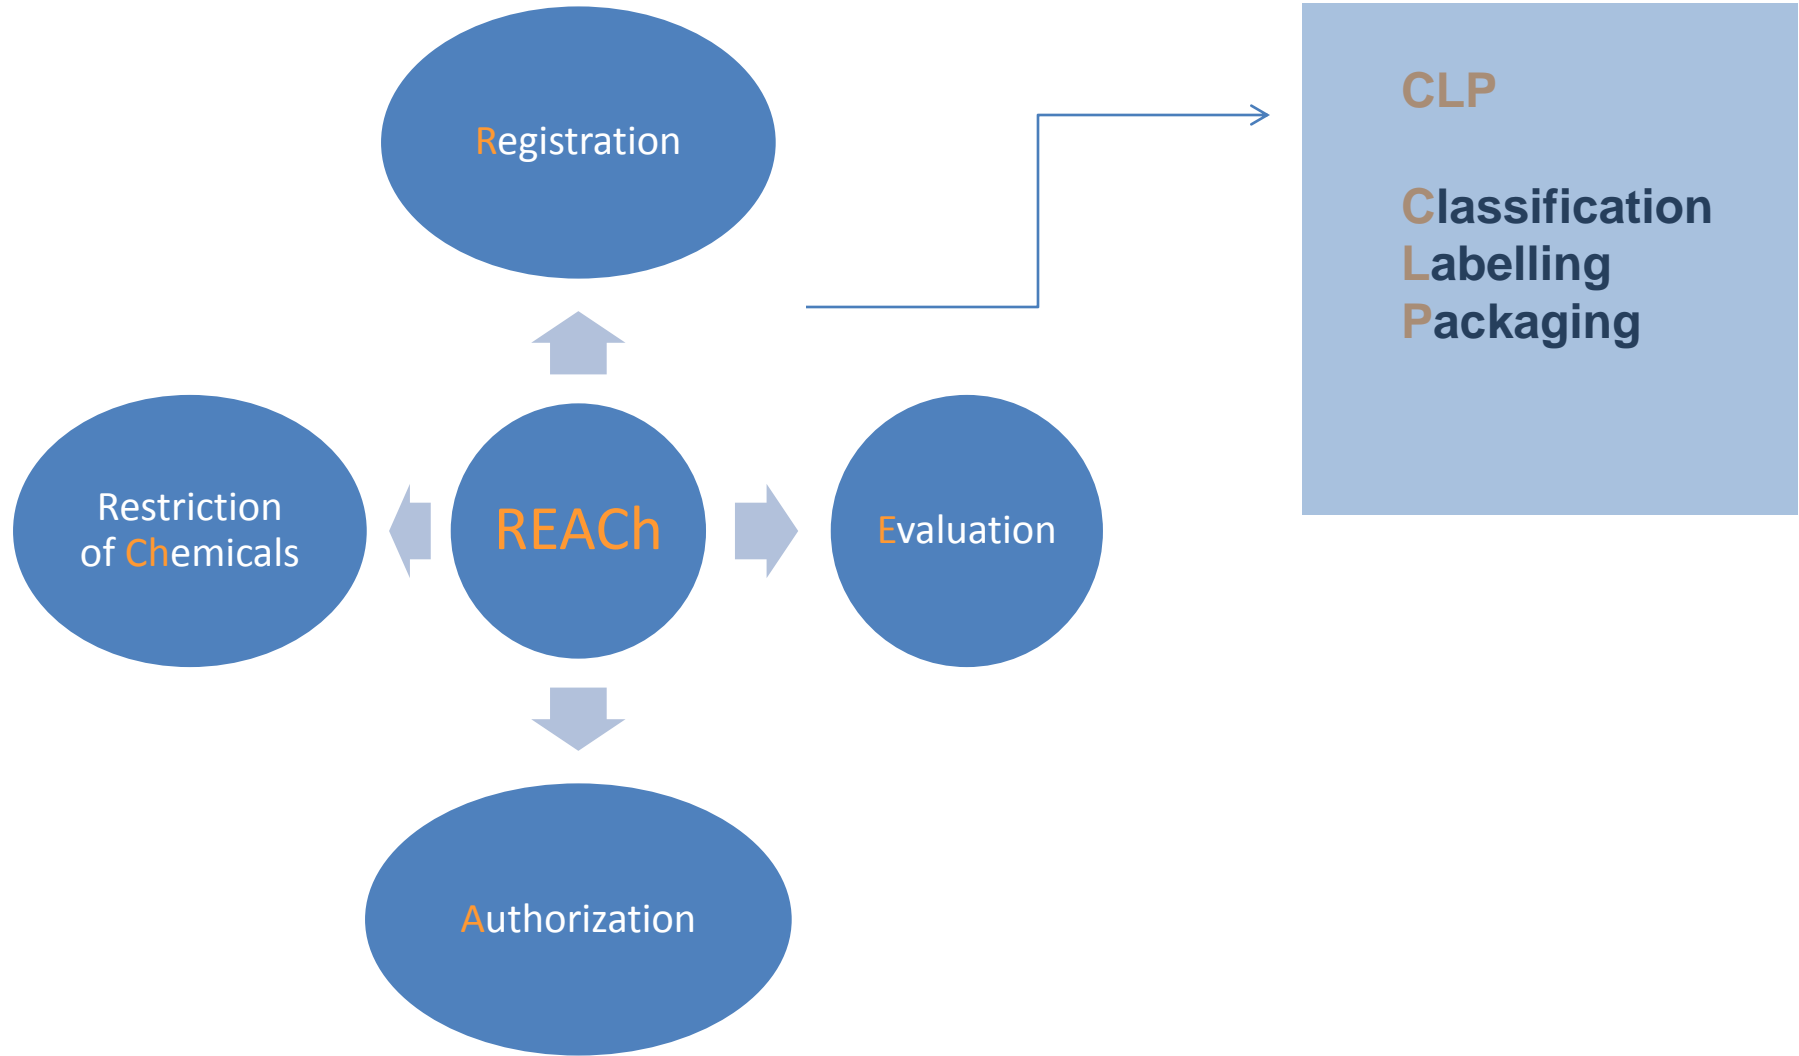 Registration
CLP
Classification
Labelling
Packaging
Restriction
of Chemicals
REACh
Evaluation
Authorization